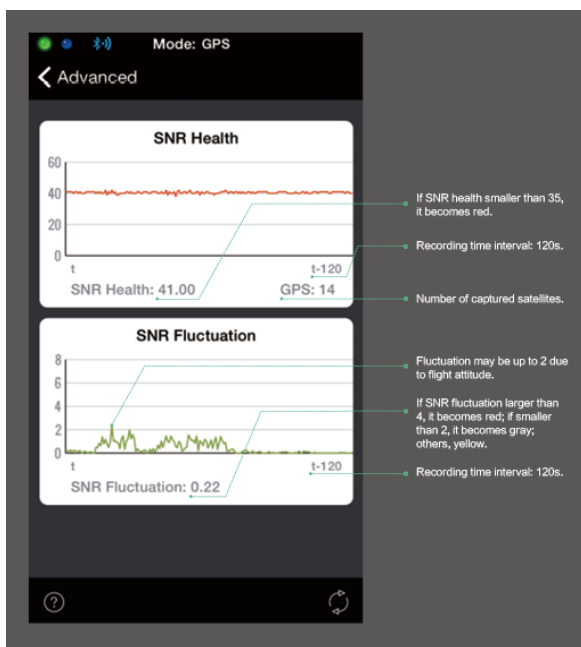 Mode: GPS
Advanced
SNR Health
60
40
20
0
t
t-120
SNR Health: 41.00
GPS: 14
SNR Fluctuation
8
6
4
2
0
t
t-120
SNR Fluctuation: 0.22
?
If SNR health smaller than 35,
it becomes red.
Recording time interval: 120s.
Number of captured satellites.
Fluctuation may be up to 2 due
to flight attitude.
If SNR fluctuation larger than
4, it becomes red; if smaller
than 2, it becomes gray;
others, yellow.
Recording time interval: 120s.